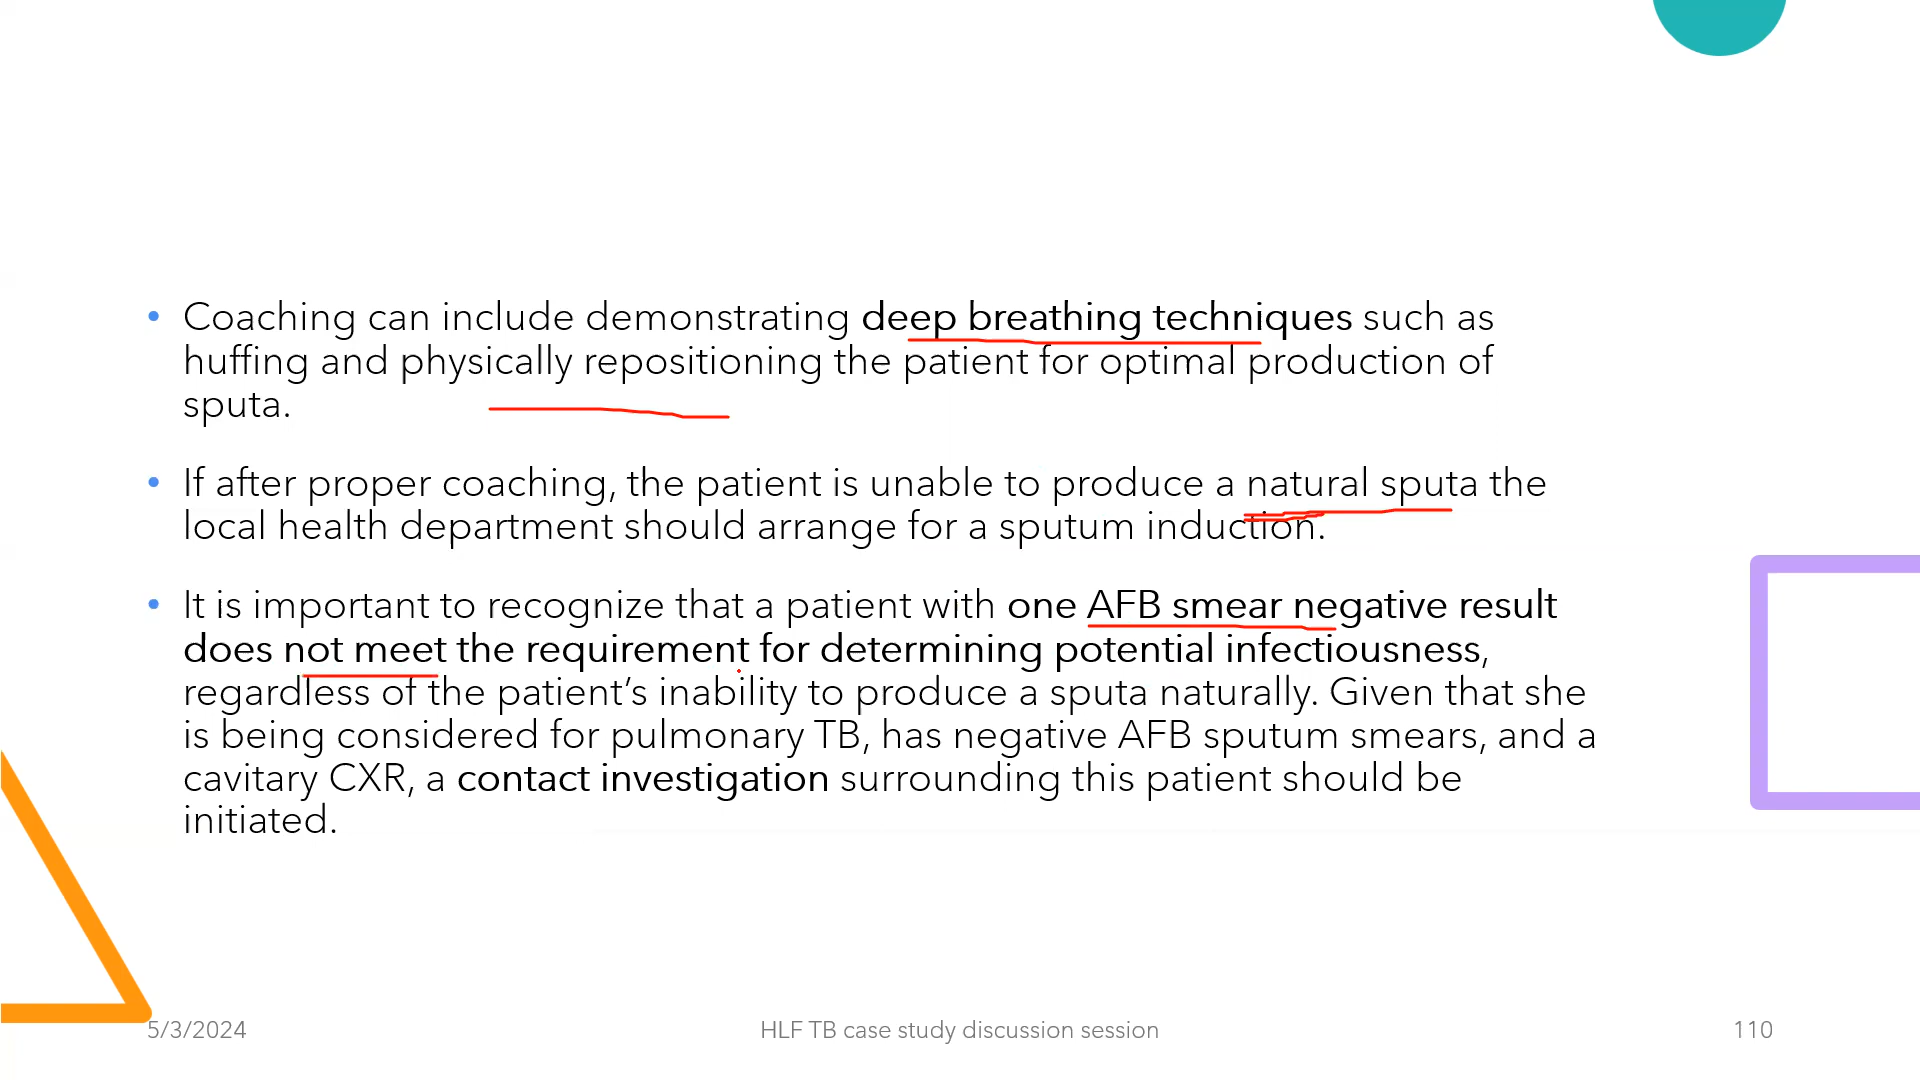 • Coaching can include demonstrating deep breathing techniques such as
huffing and physically repositioning the patient for optimal production of
sputa.
• If after proper coaching, the patient is unable to produce a natural sputa the
local health department should arrange for a sputum induction.
• It is important to recognize that a patient with one AFB smear negative result
does not meet the requirement for determining potential infectiousness,
regardless of the patient’s inability to produce a sputa naturally. Given that she
is being considered for pulmonary TB, has negative AFB sputum smears, and a
cavitary CXR, a contact investigation surrounding this patient should be
initiated.
5/3/2024
HLF TB case study discussion session
110